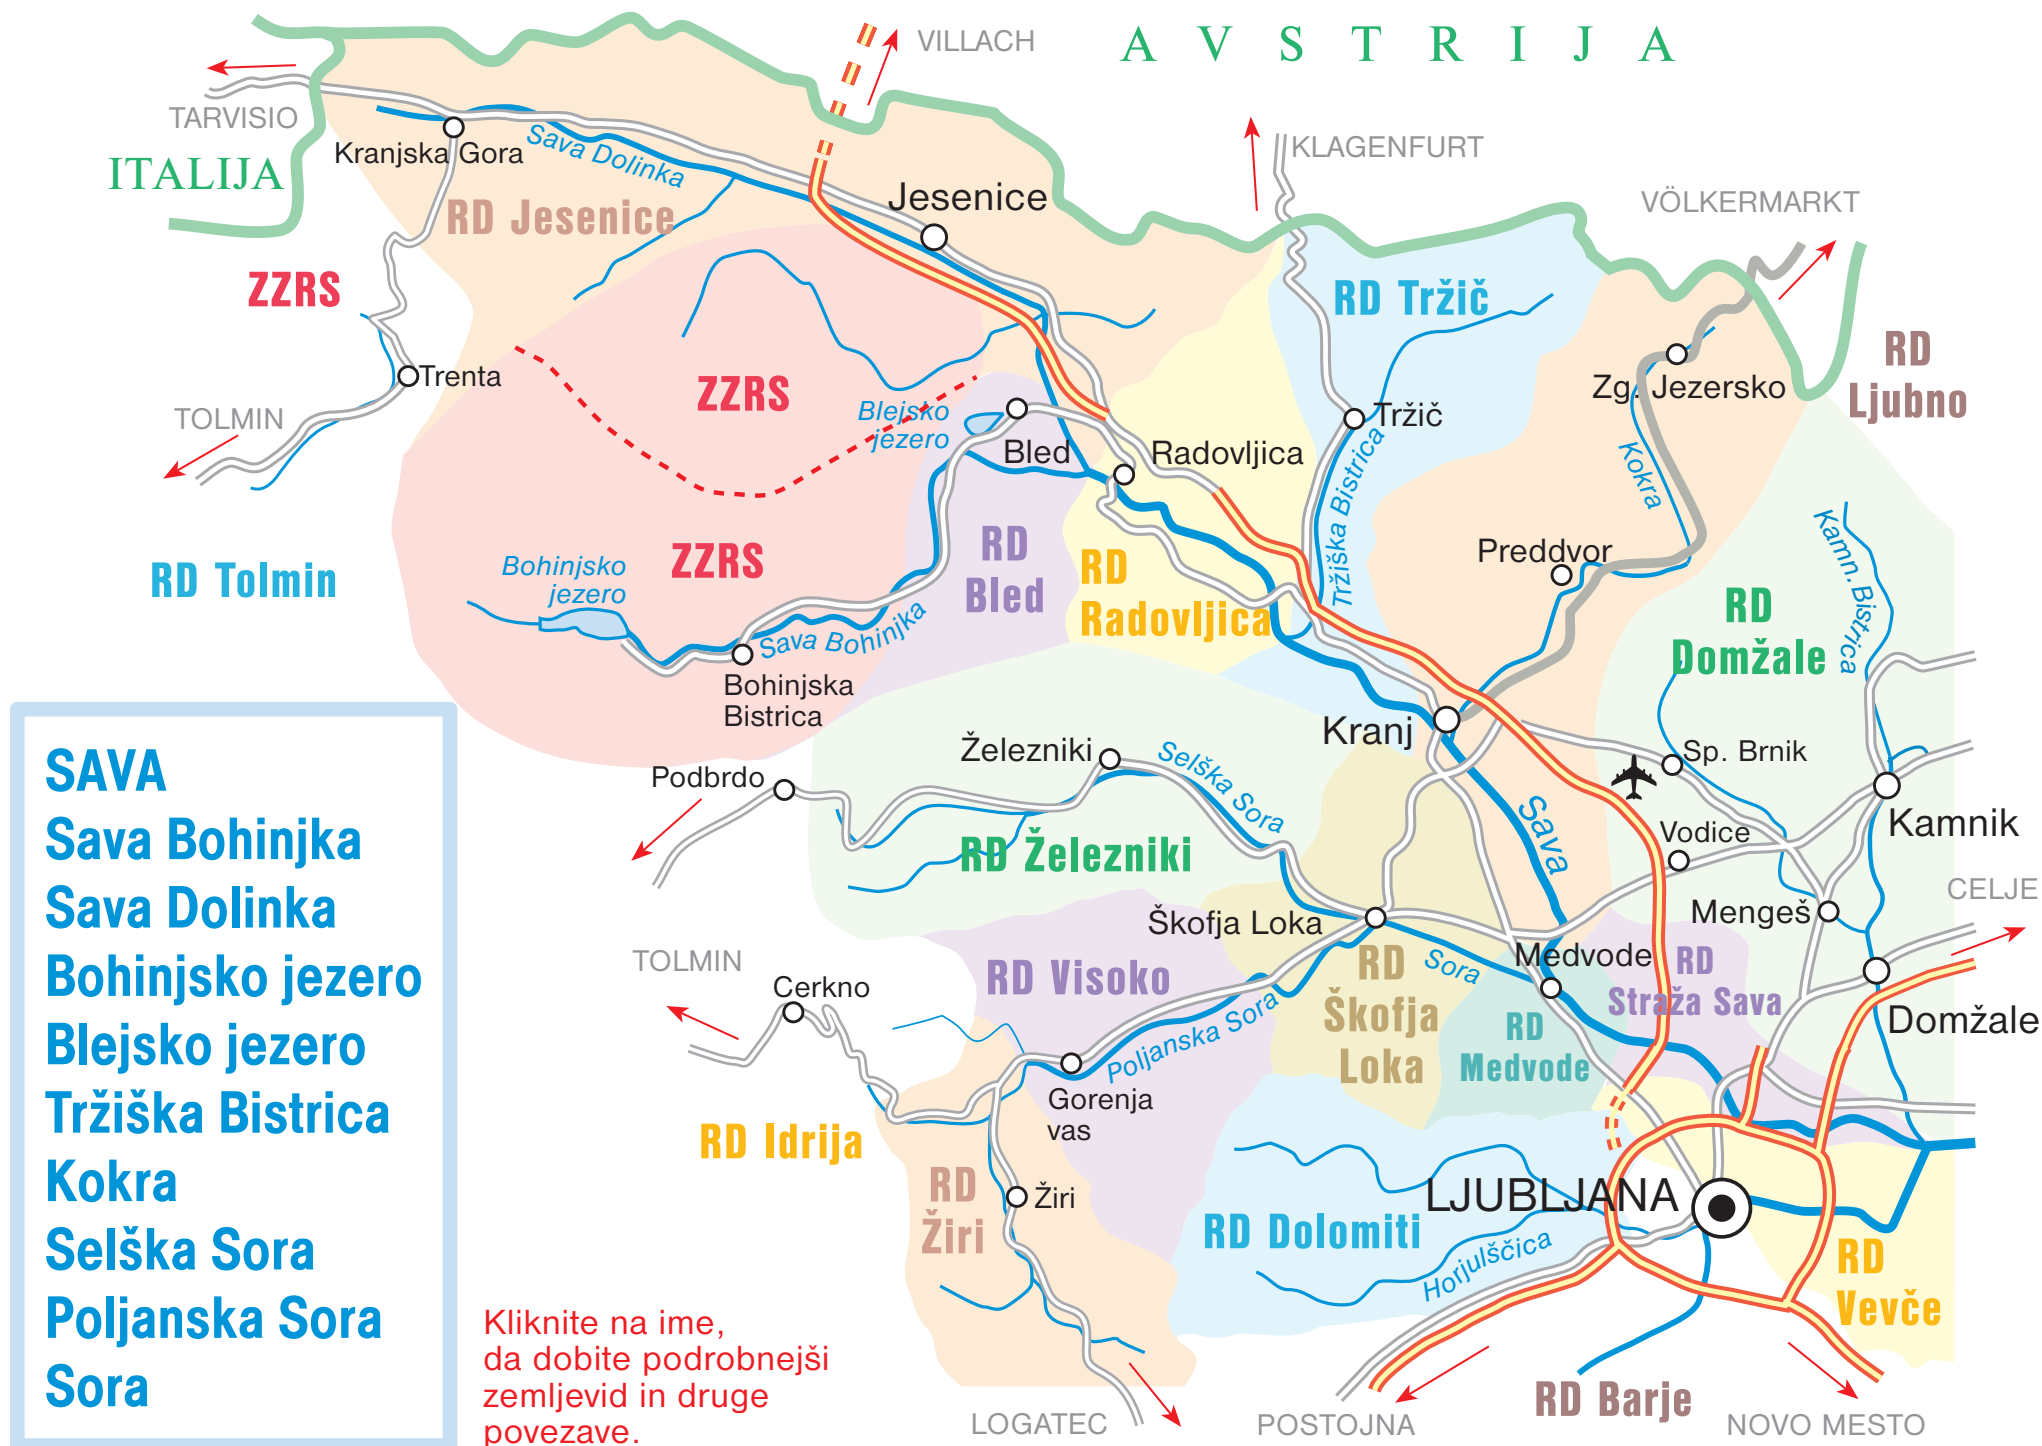 VILLACH
A V S T R I J A
TARVISIO
ITALIJA
Kranjska Gora
Sava Dolinka
KLAGENFURT
Jesenice
VÖLKERMARKT
RD Jesenice
ZZRS
RD Tržič
RD
Ljubno
Trenta
ZZRS
Zg. Jezersko
TOLMIN
Blejsko
jezero
Bled
Radovljica
Tržič
Tržiška Bistrica
Kokra
Kamn. Bistrica
RD Tolmin
Bohinjsko
jezero
ZZRS
RD
Bled
RD
Radovljica
Preddvor
RD
Domžale
Sava Bohinjka
Bohinjska
Bistrica
SAVA
Sava Bohinjka
Sava Dolinka
Bohinjsko jezero
Blejsko jezero
Tržiška Bistrica
Kokra
Selška Sora
Poljanska Sora
Sora
Podbrdo
Železniki
Selška Sora
Kranj
Sp. Brnik
Sava
Vodice
Kamnik
RD Železniki
CELJE
Škofja Loka
Mengeš
TOLMIN
Cerkno
RD Visoko
RD
Škofja
Loka
Sora
Medvode
RD
Straža Sava
Domžale
Poljanska Sora
RD
Medvode
Gorenja
vas
RD Idrija
RD
Žiri
Žiri
RD Dolomiti
LJUBLJANA
Horjulščica
RD
Vevče
Kliknite na ime,
da dobite podrobnejši
zemljevid in druge
povezave.
LOGATEC
POSTOJNA
RD Barje
NOVO MESTO